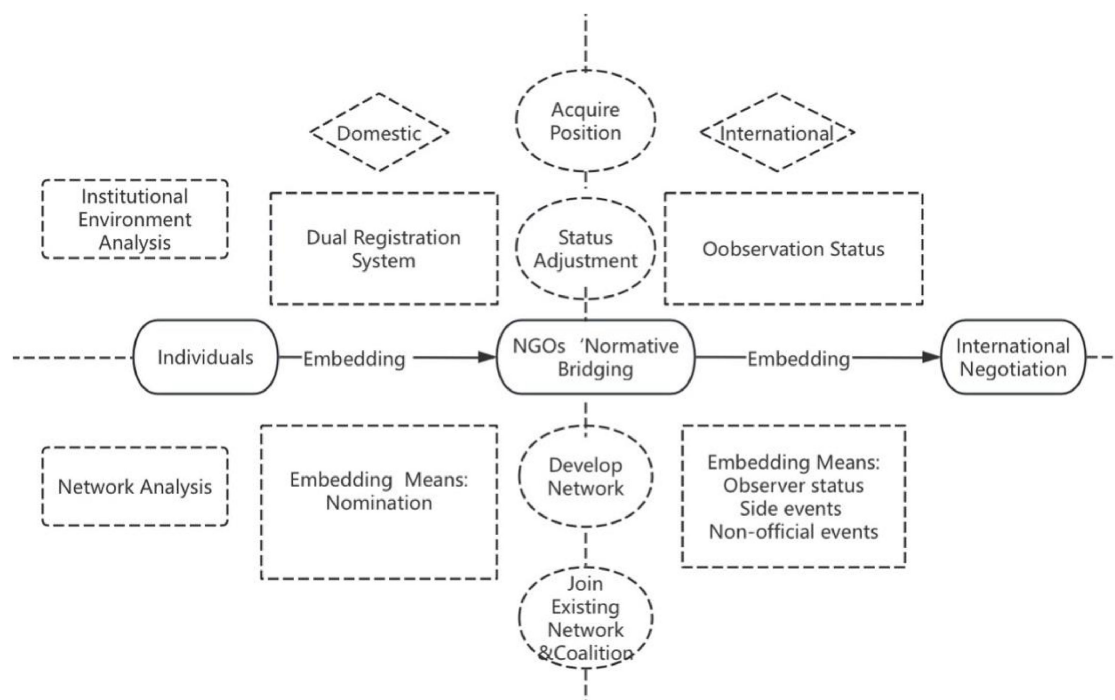 Acquire
Position
Domestic
International
Institutional
Environment
Analysis
Dual Registration
System
Status
Adjustment
Oobservation Status
Individuals
Embedding
NGOs ‘Normative
Bridging
Embedding
International
Negotiation
Network Analysis
Embedding Means:
Nomination
Develop
Network
Embedding Means:
Observer status
Side events
Non-official events
Join
Existing
Network
&Coalition